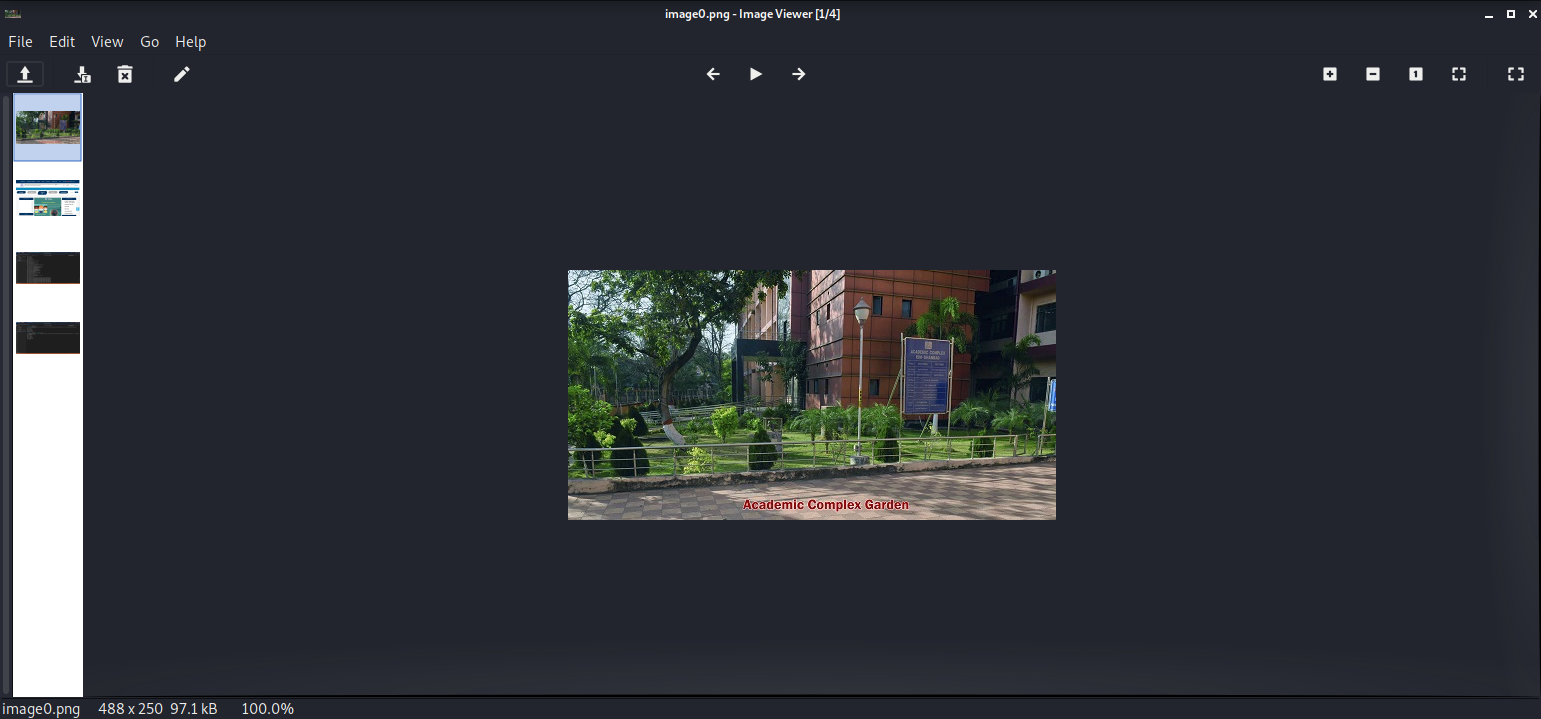 image0.png - Image Viewer [1/4]
File Edit View Go Help
ACADEMIC COMPLEX
Academic Complex Garden
image0.png 488 x 250 97.1 kB 100.0%